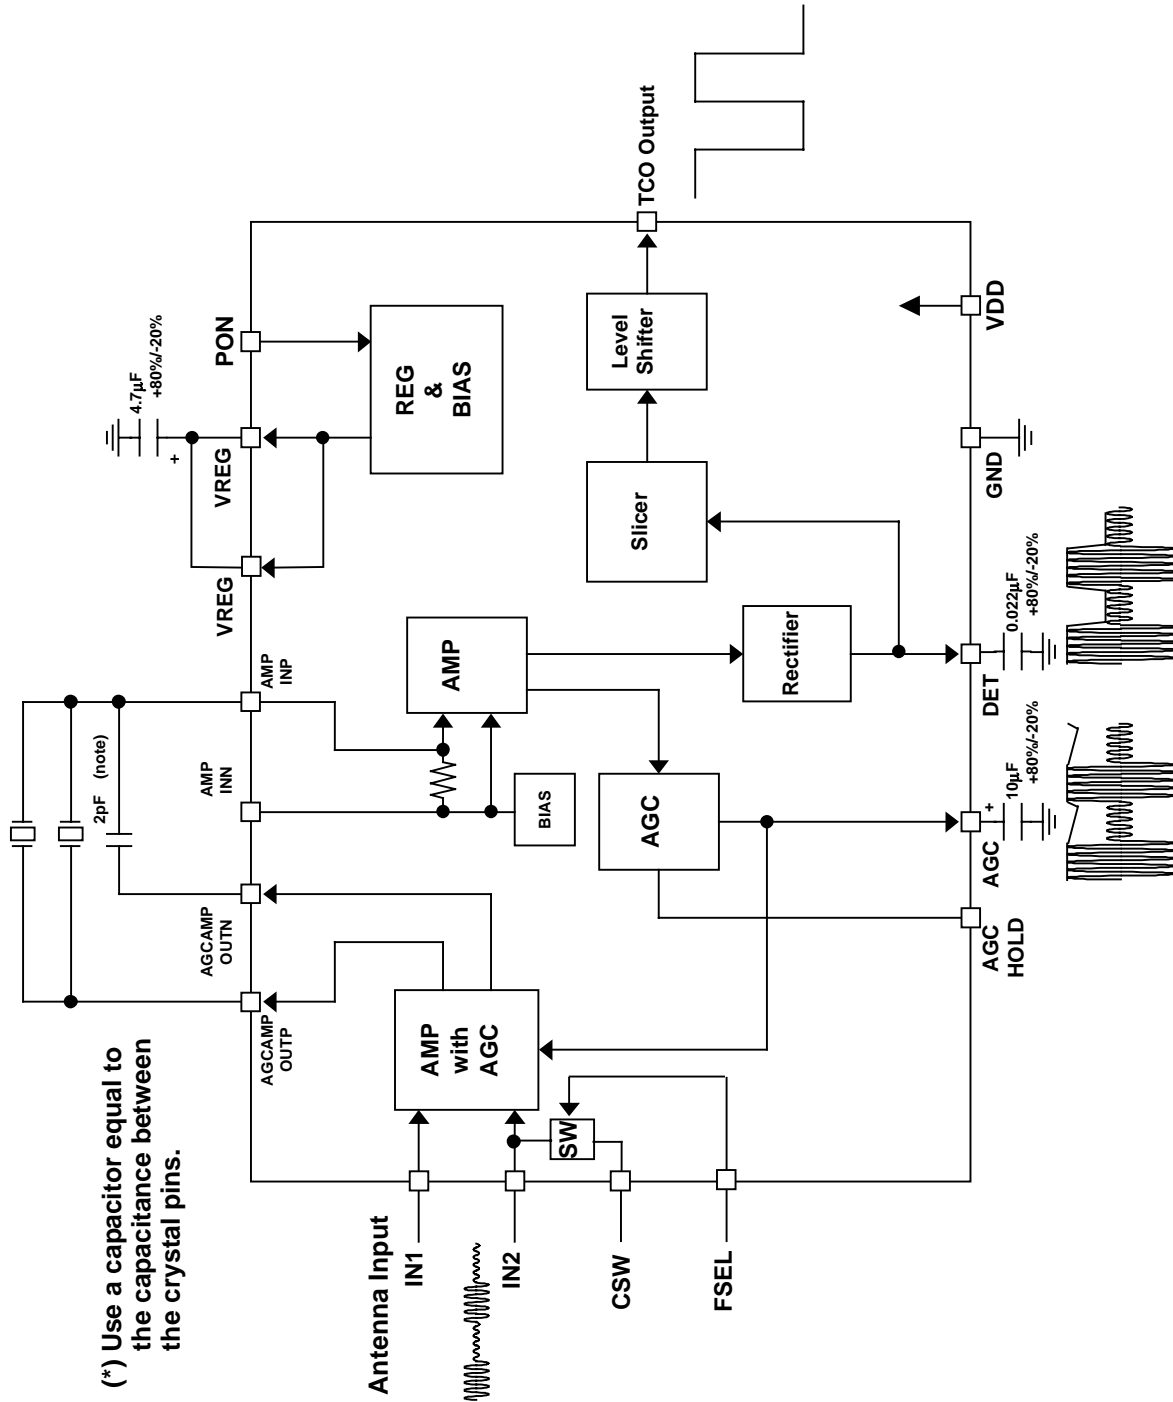 (*) Use a capacitor equal to
the capacitance between
the crystal pins.
2pF (note)
4.7µF
+80%/-20%
+
AGCAMP
OUTP
AGCAMP
OUTN
AMP
INN
AMP
INP
VREG
VREG
PON
Antenna Input
IN1
IN2
CSW
FSEL
AMP
with
AGC
SW
BIAS
AMP
REG
&
BIAS
AGC
Rectifier
Slicer
Level
Shifter
TCO Output
AGC
HOLD
AGC
+
10µF
+80%/-20%
DET
0.022µF
+80%/-20%
GND
VDD